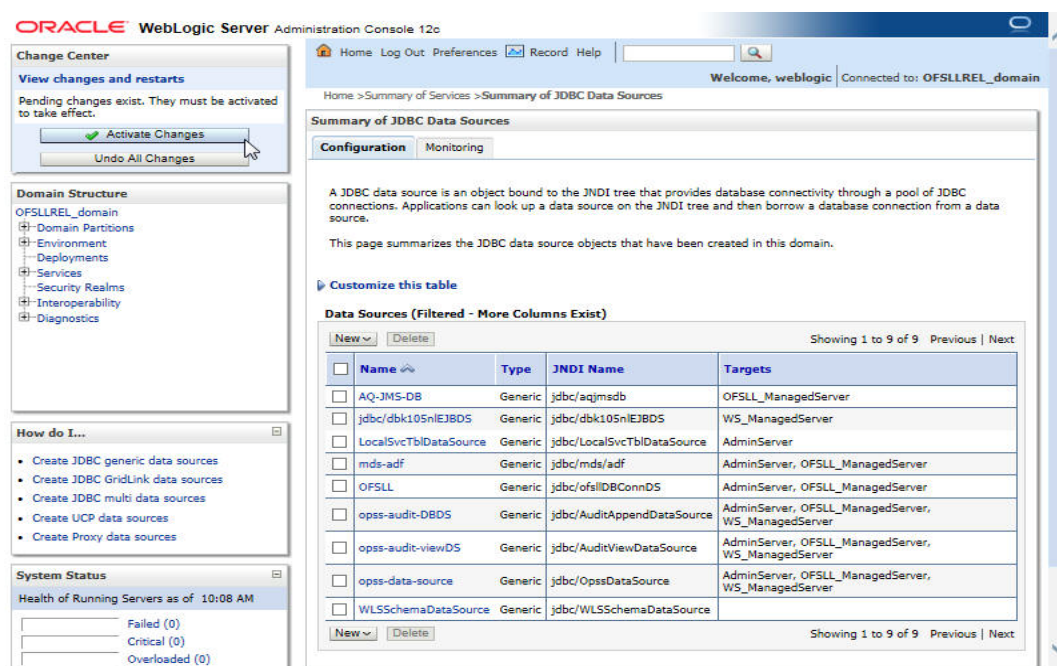 ORACLE WebLogic Server Administration Console 12c
Change Center
View changes and restarts
Pending changes exist. They must be activated
to take effect.
Activate Changes
Undo All Changes
Domain Structure
OFSLLREL_domain
Domain Partitions
Environment
Deployments
Services
Security Realms
Interoperability
Diagnostics
How do I...
• Create JDBC generic data sources
• Create JDBC GridLink data sources
• Create JDBC multi data sources
• Create UCP data sources
• Create Proxy data sources
System Status
Health of Running Servers as of 10:08 AM
Failed (0)
Critical (0)
Overloaded (0)
Home Log Out Preferences Record Help
Welcome, weblogic Connected to: OFSLLREL_domain
Home >Summary of Services >Summary of JDBC Data Sources
Summary of JDBC Data Sources
Configuration Monitoring
A JDBC data source is an object bound to the JNDI tree that provides database connectivity through a pool of JDBC
connections. Applications can look up a data source on the JNDI tree and then borrow a database connection from a data
source.
This page summarizes the JDBC data source objects that have been created in this domain.
Customize this table
Data Sources (Filtered - More Columns Exist)
New Delete Showing 1 to 9 of 9 Previous | Next
Name Type JNDI Name Targets
AQ-JMS-DB Generic jdbc/aqjmsdb OFSLL_ManagedServer
jdbc/dbk105nlEJBDS Generic jdbc/dbk105nlEJBDS WS_ManagedServer
LocalSvcTblDataSource Generic jdbc/LocalSvcTblDataSource AdminServer
mds-adf Generic jdbc/mds/adf AdminServer, OFSLL_ManagedServer
OFSLL Generic jdbc/ofsllDBConnDS AdminServer, OFSLL_ManagedServer
opss-audit-DBDS Generic jdbc/AuditAppendDataSource AdminServer, OFSLL_ManagedServer,
WS_ManagedServer
opss-audit-viewDS Generic jdbc/AuditViewDataSource AdminServer, OFSLL_ManagedServer,
WS_ManagedServer
opss-data-source Generic jdbc/OpssDataSource AdminServer, OFSLL_ManagedServer,
WS_ManagedServer
WLSSchemaDataSource Generic jdbc/WLSSchemaDataSource
New Delete Showing 1 to 9 of 9 Previous | Next